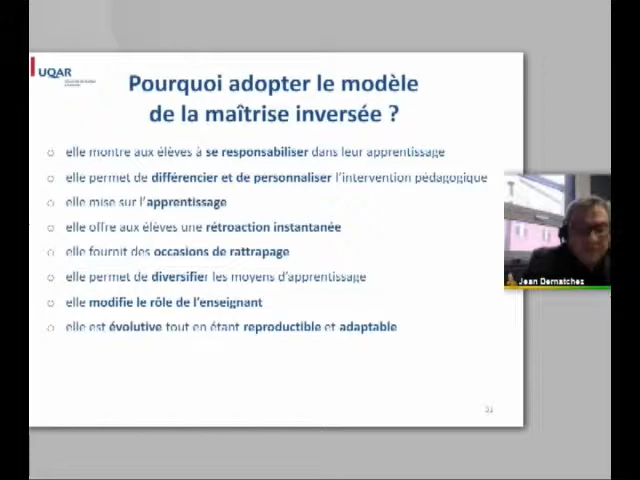 UQAR
Pourquoi adopter le modèle
de la maîtrise inversée ?
o elle montre aux élèves à se responsabiliser dans leur apprentissage
o elle permet de différencier et de personnaliser l'intervention pédagogique
o elle mise sur l'apprentissage
o elle offre aux élèves une rétroaction instantanée
o elle fournit des occasions de rattrapage
o elle permet de diversifier les moyens d'apprentissage
o elle modifie le rôle de l'enseignant
o elle est évolutive tout en étant reproductible et adaptable
Jean Dernatchez